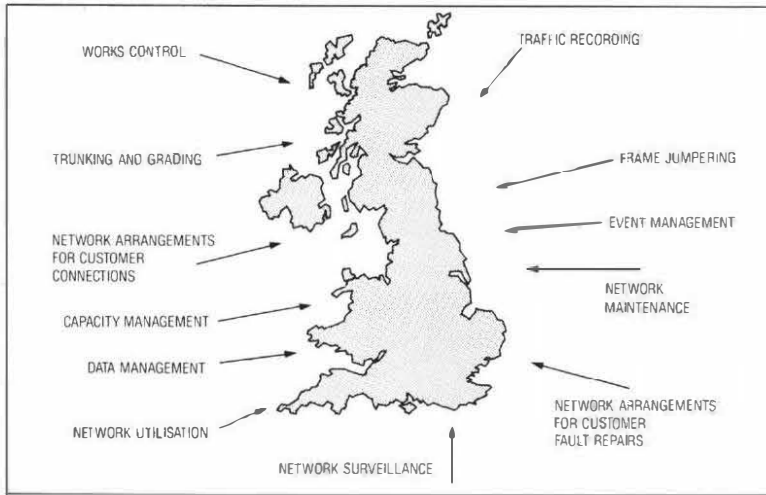 WORKS CONTROL
TRAFFIC RECORDING
TRUNKING AND GRADING
FRAME JUMPERING
EVENT MANAGEMENT
NETWORK ARRANGEMENTS
FOR CUSTOMER
CONNECTIONS
NETWORK
MAINTENANCE
CAPACITY MANAGEMENT
DATA MANAGEMENT
NETWORK ARRANGEMENTS
FOR CUSTOMER
FAULT REPAIRS
NETWORK UTILISATION
NETWORK SURVEILLANCE